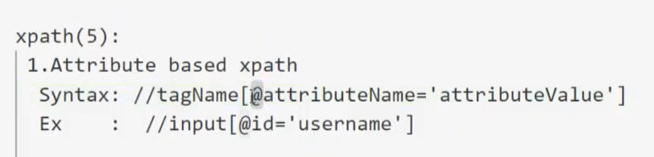 xpath(5):
1.Attribute based xpath
Syntax: //tagName[@attributeName='attributeValue']
Ex    :  //input[@id='username']